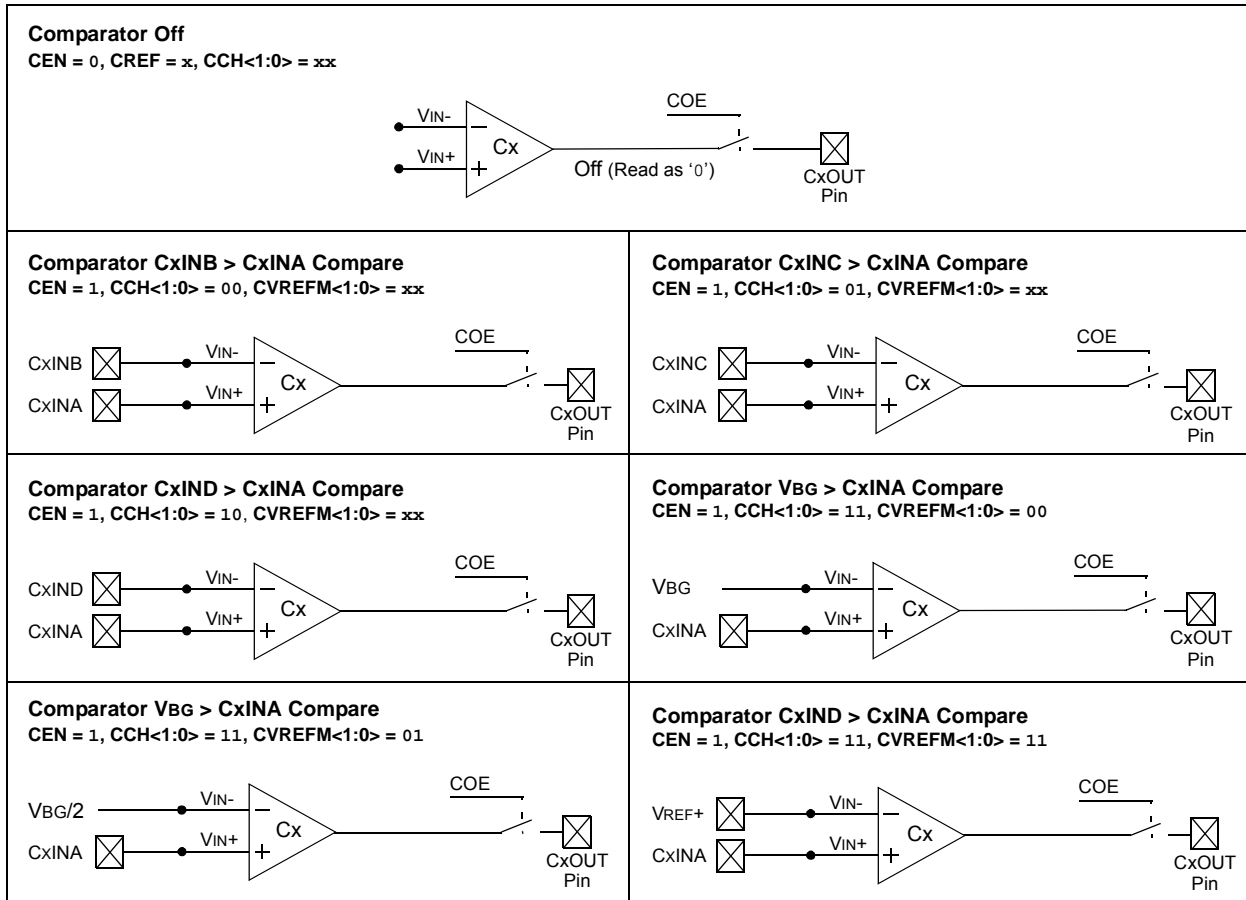 Comparator Off
CEN = 0, CREF = x, CCH<1:0> = xx
COE
VIN-
Cx
VIN+
Off (Read as ‘0’)
CxOUT
Pin
Comparator CxINB > CxINA Compare
CEN = 1, CCH<1:0> = 00, CVREFM<1:0> = xx
COE
CxINB
VIN-
Cx
CxINA
VIN+
CxOUT
Pin
Comparator CxINC > CxINA Compare
CEN = 1, CCH<1:0> = 01, CVREFM<1:0> = xx
COE
CxINC
VIN-
Cx
CxINA
VIN+
CxOUT
Pin
Comparator CxIND > CxINA Compare
CEN = 1, CCH<1:0> = 10, CVREFM<1:0> = xx
COE
CxIND
VIN-
Cx
CxINA
VIN+
CxOUT
Pin
Comparator VBG > CxINA Compare
CEN = 1, CCH<1:0> = 11, CVREFM<1:0> = 00
COE
VBG
VIN-
Cx
CxINA
VIN+
CxOUT
Pin
Comparator VBG > CxINA Compare
CEN = 1, CCH<1:0> = 11, CVREFM<1:0> = 01
COE
VBG/2
VIN-
Cx
CxINA
VIN+
CxOUT
Pin
Comparator CxIND > CxINA Compare
CEN = 1, CCH<1:0> = 11, CVREFM<1:0> = 11
COE
VREF+
VIN-
Cx
CxINA
VIN+
CxOUT
Pin